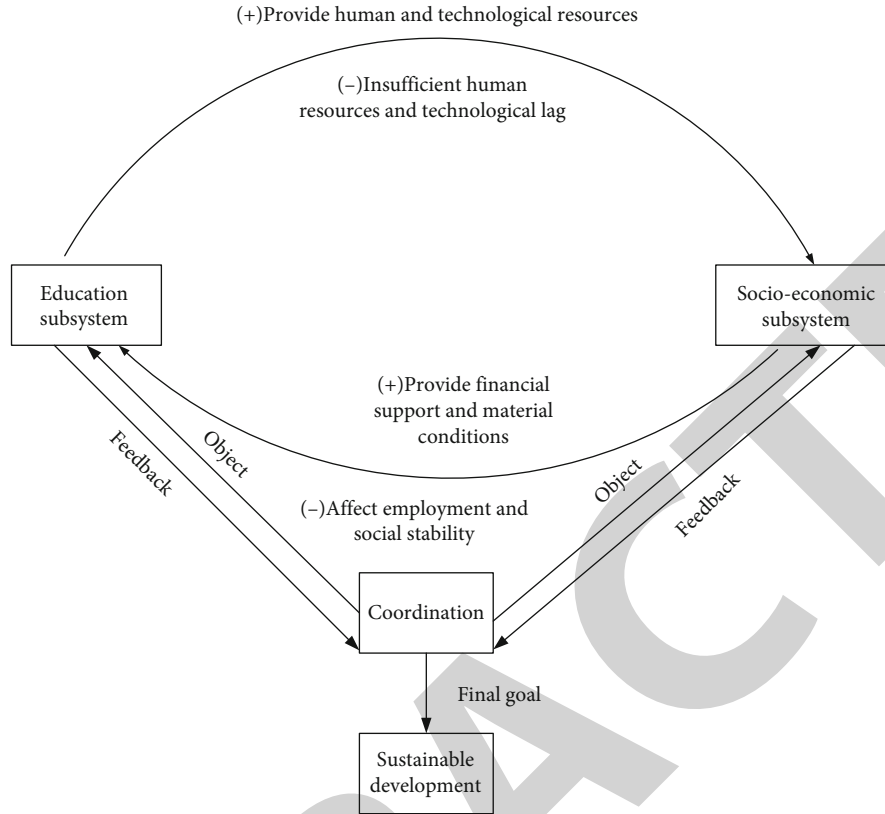 (+)Provide human and technological resources
(−)Insufficient human
resources and technological lag
Education
subsystem
Socio-economic
subsystem
(+)Provide financial
support and material
conditions
Feedback
Object
Object
Feedback
(−)Affect employment and
social stability
Coordination
Final goal
Sustainable
development